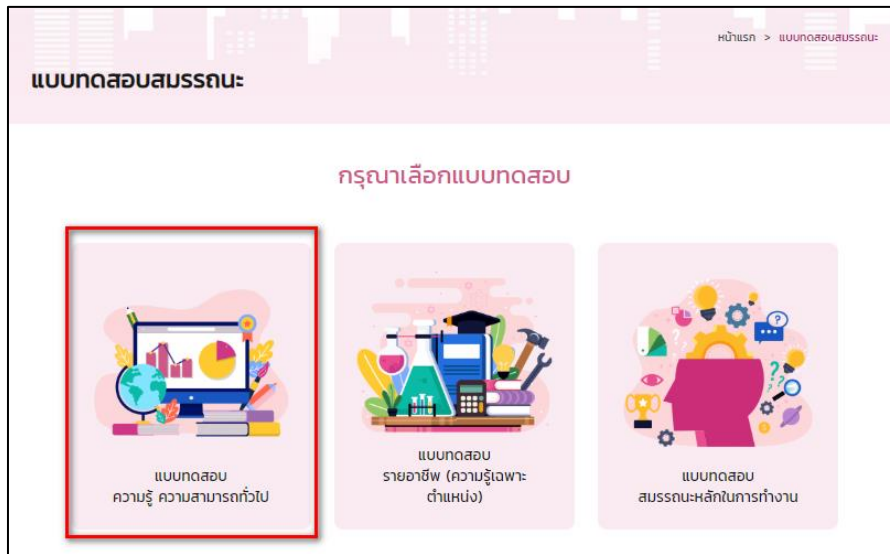 หน้าแรก > แบบทดสอบสมรรถนะ
แบบทดสอบสมรรถนะ
กรุณาเลือกแบบทดสอบ
แบบทดสอบ
ความรู้ ความสามารถทั่วไป
แบบทดสอบ
รายอาชีพ (ความรู้เฉพาะ
ตำแหน่ง)
แบบทดสอบ
สมรรถนะหลักในการทำงาน